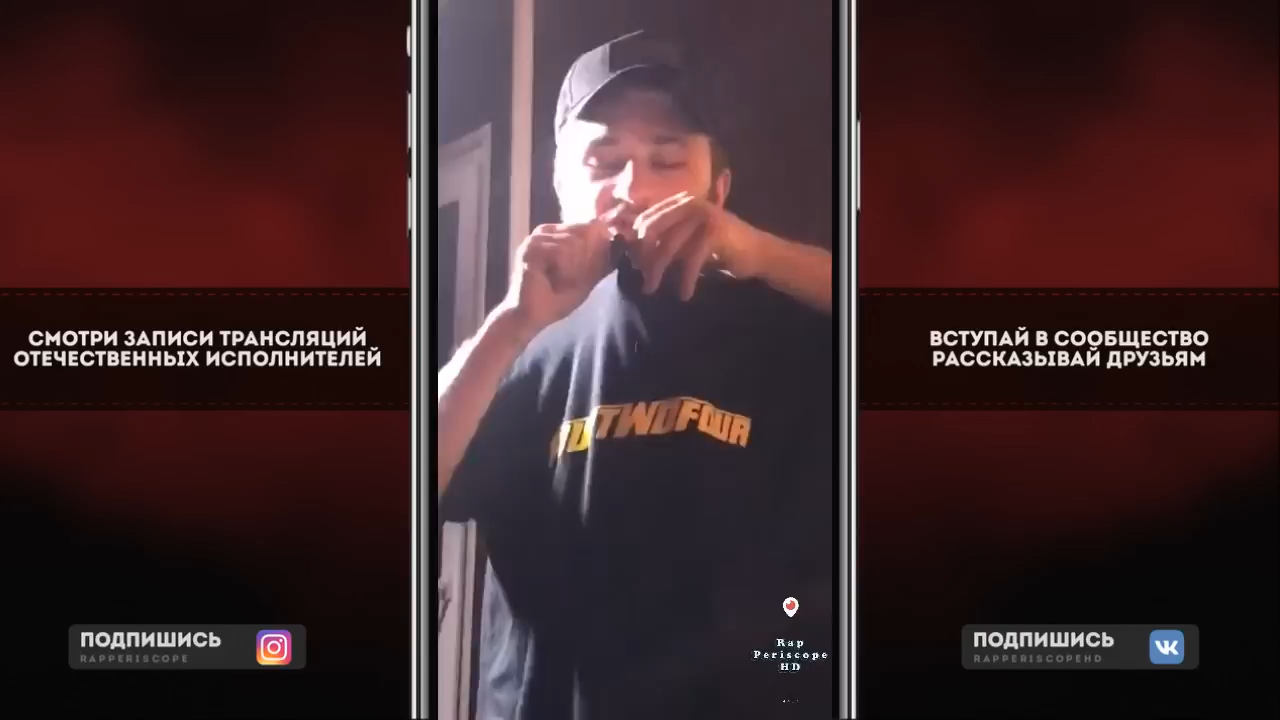 СМОТРИ ЗАПИСИ ТРАНСЛЯЦИЙ
ОТЕЧЕСТВЕННЫХ ИСПОЛНИТЕЛЕЙ
ВСТУПАЙ В СООБЩЕСТВО
РАССКАЗЫВАЙ ДРУЗЬЯМ
TWOFOUR
Rap
Periscope
HD
ПОДПИШИСЬ
RAPPERISCOPE
ПОДПИШИСЬ
RAPPERISCOPEHD